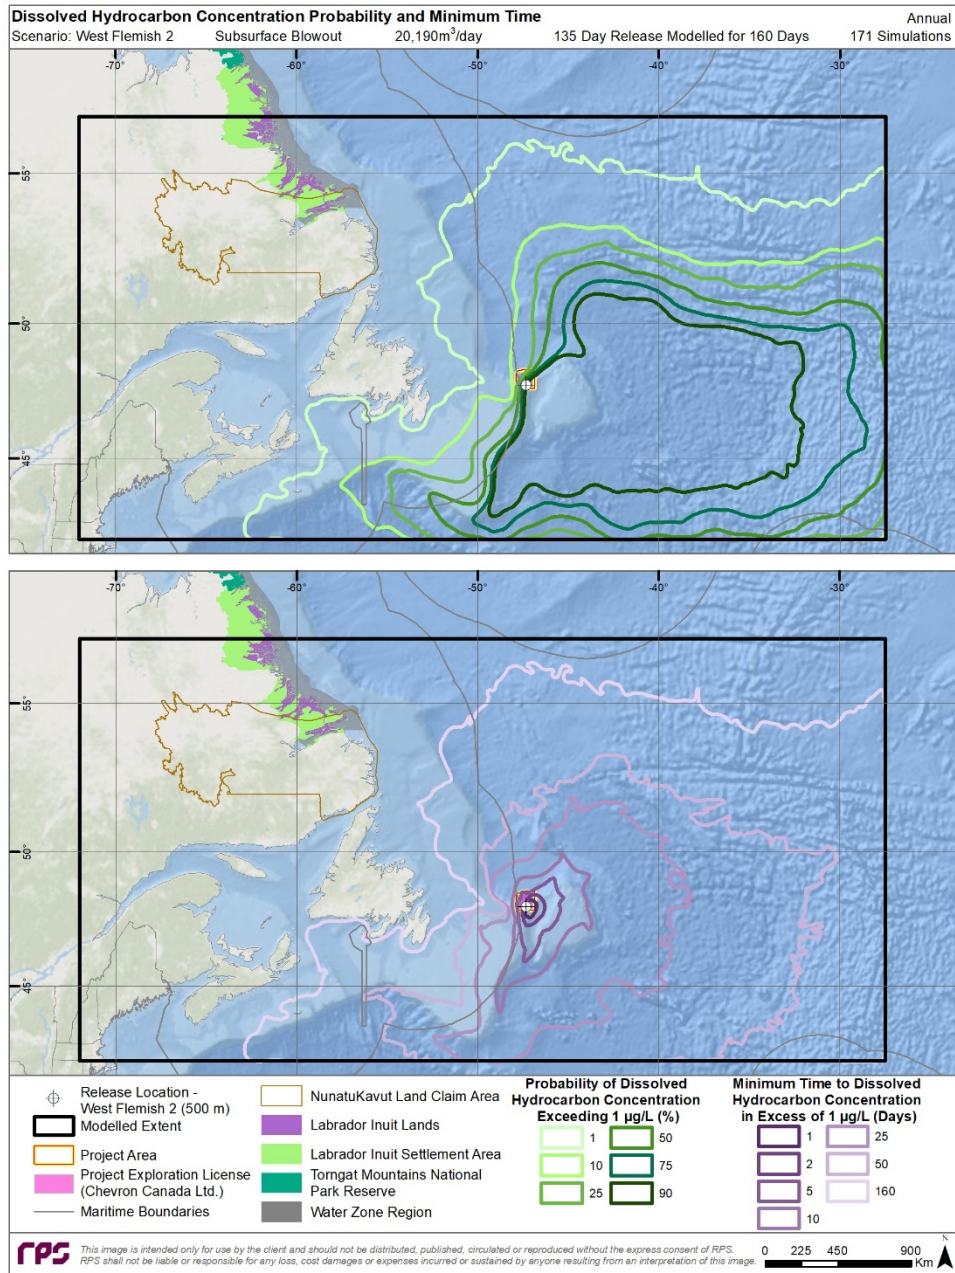 Dissolved Hydrocarbon Concentration Probability and Minimum Time
Annual
Scenario: West Flemish 2 Subsurface Blowout 20,190m³/day 135 Day Release Modelled for 160 Days 171 Simulations
-70° -60° -50° -40° -30°
55°
50°
45°
-70° -60° -50° -40° -30°
55°
50°
45°
Release Location -
West Flemish 2 (500 m)
Modelled Extent
Project Area
Project Exploration License
(Chevron Canada Ltd.)
Maritime Boundaries
NunatuKavut Land Claim Area
Labrador Inuit Lands
Labrador Inuit Settlement Area
Torngat Mountains National
Park Reserve
Water Zone Region
Probability of Dissolved
Hydrocarbon Concentration
Exceeding 1 µg/L (%)
1 50
10 75
25 90
Minimum Time to Dissolved
Hydrocarbon Concentration
in Excess of 1 µg/L (Days)
1 25
2 50
5 160
10
rps
This image is intended only for use by the client and should not be distributed, published, circulated or reproduced without the express consent of RPS.
RPS shall not be liable or responsible for any loss, cost damages or expenses incurred or sustained by anyone resulting from an interpretation of this image.
0 225 450 900
Km
N